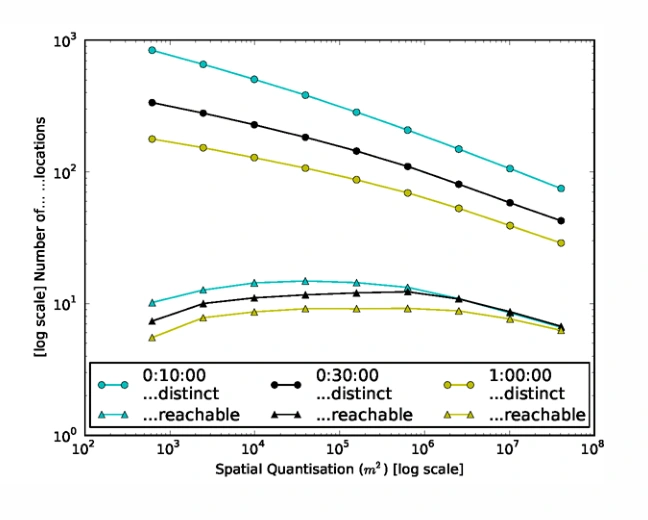 10³
10²
10¹
10⁰
[log scale] Number of... ...locations
0:10:00 0:30:00 1:00:00
...distinct ...distinct ...distinct
...reachable ...reachable ...reachable
10² 10³ 10⁴ 10⁵ 10⁶ 10⁷ 10⁸
Spatial Quantisation (m²) [log scale]